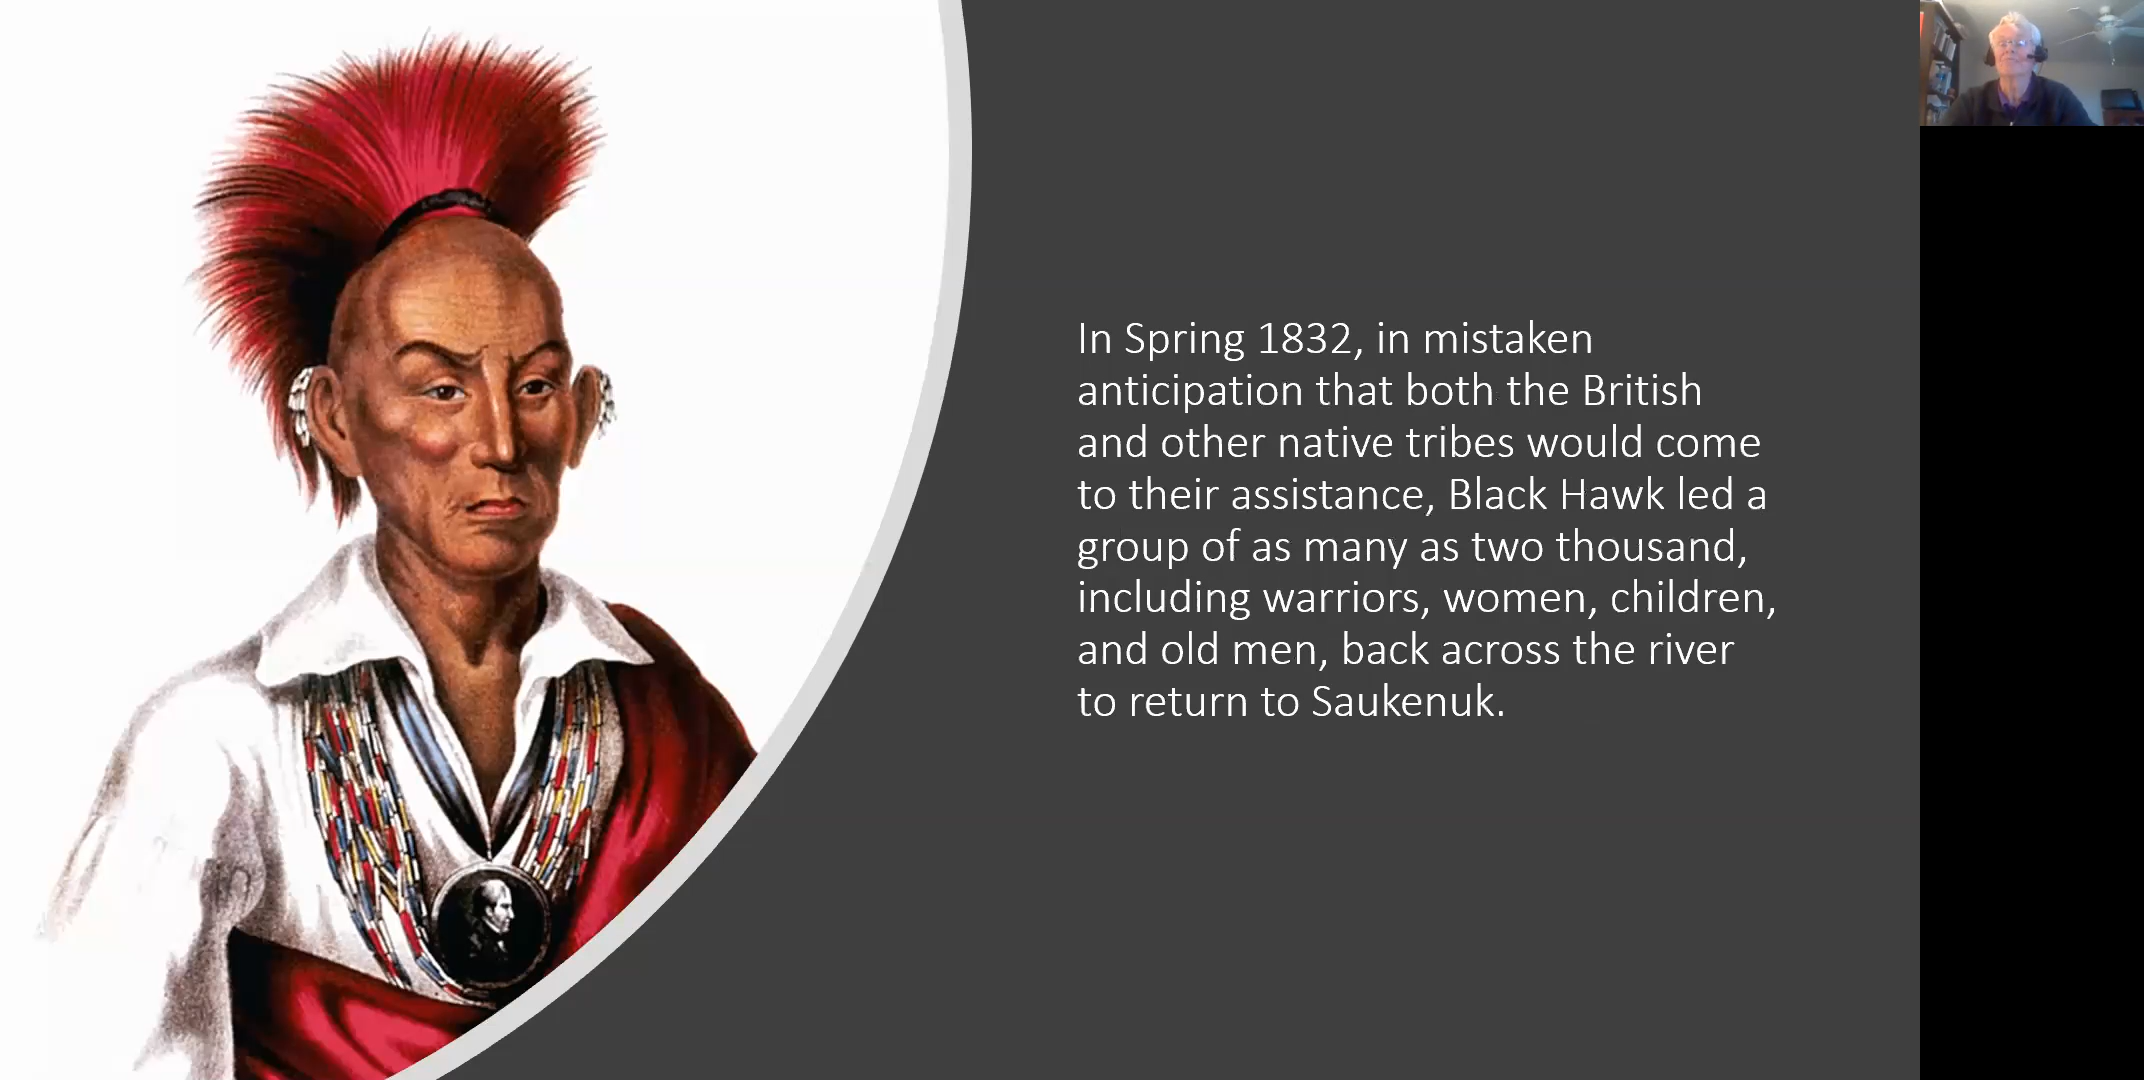 In Spring 1832, in mistaken
anticipation that both the British
and other native tribes would come
to their assistance, Black Hawk led a
group of as many as two thousand,
including warriors, women, children,
and old men, back across the river
to return to Saukenuk.